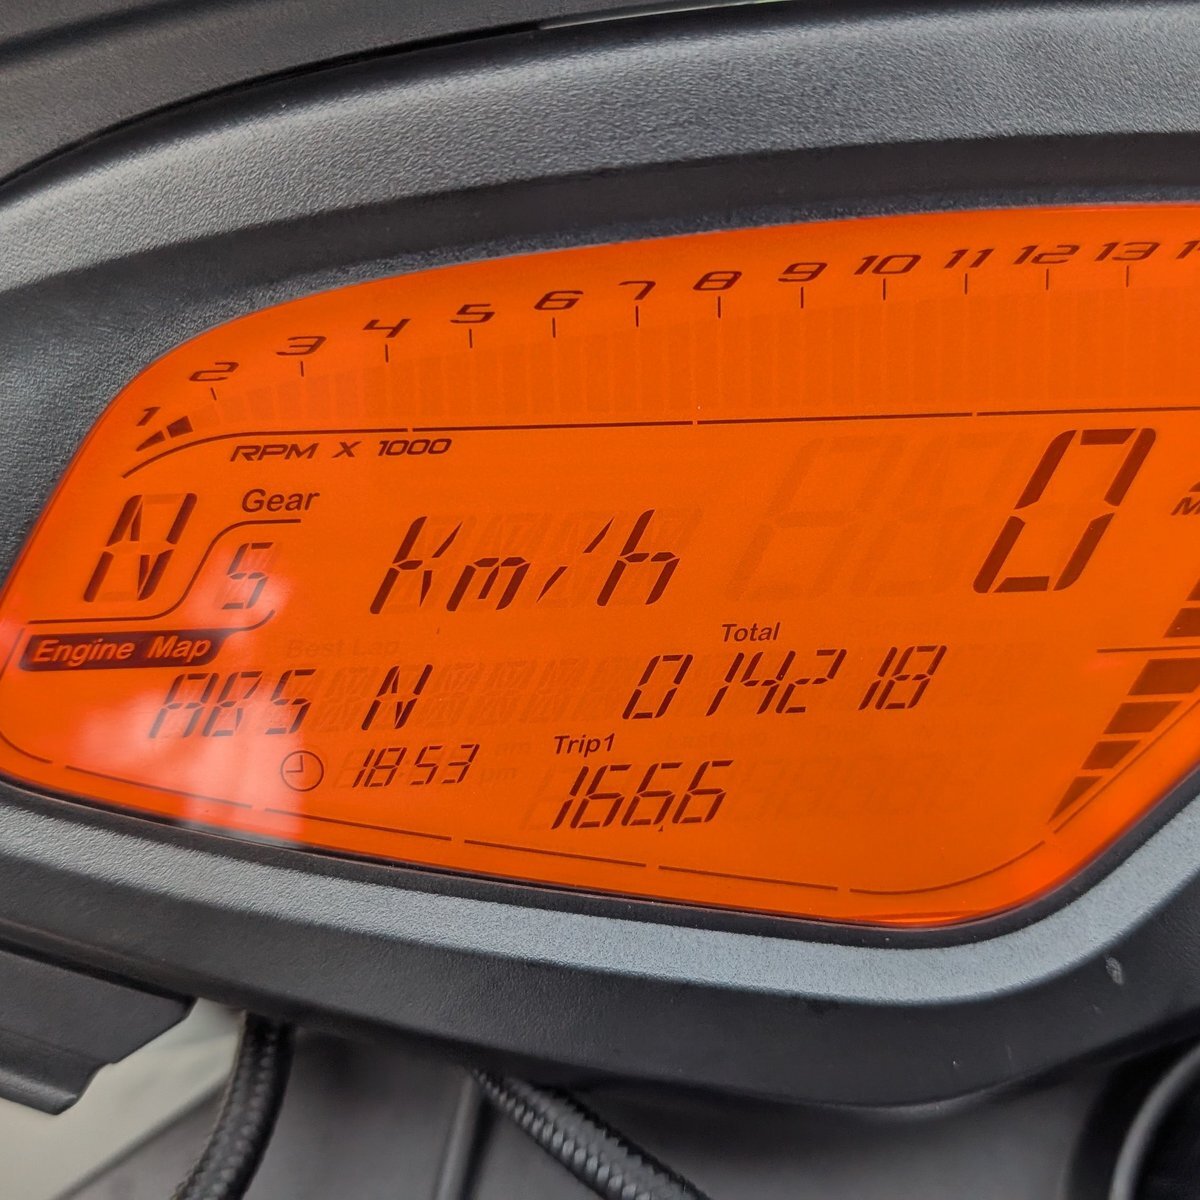 1 2 3 4 5 6 7 8 9 10 11 12 13
RPM X 1000
Gear
N
S
Km/h
0
Engine Map
ABS N
Total
014218
18:53
Trip1
166.6